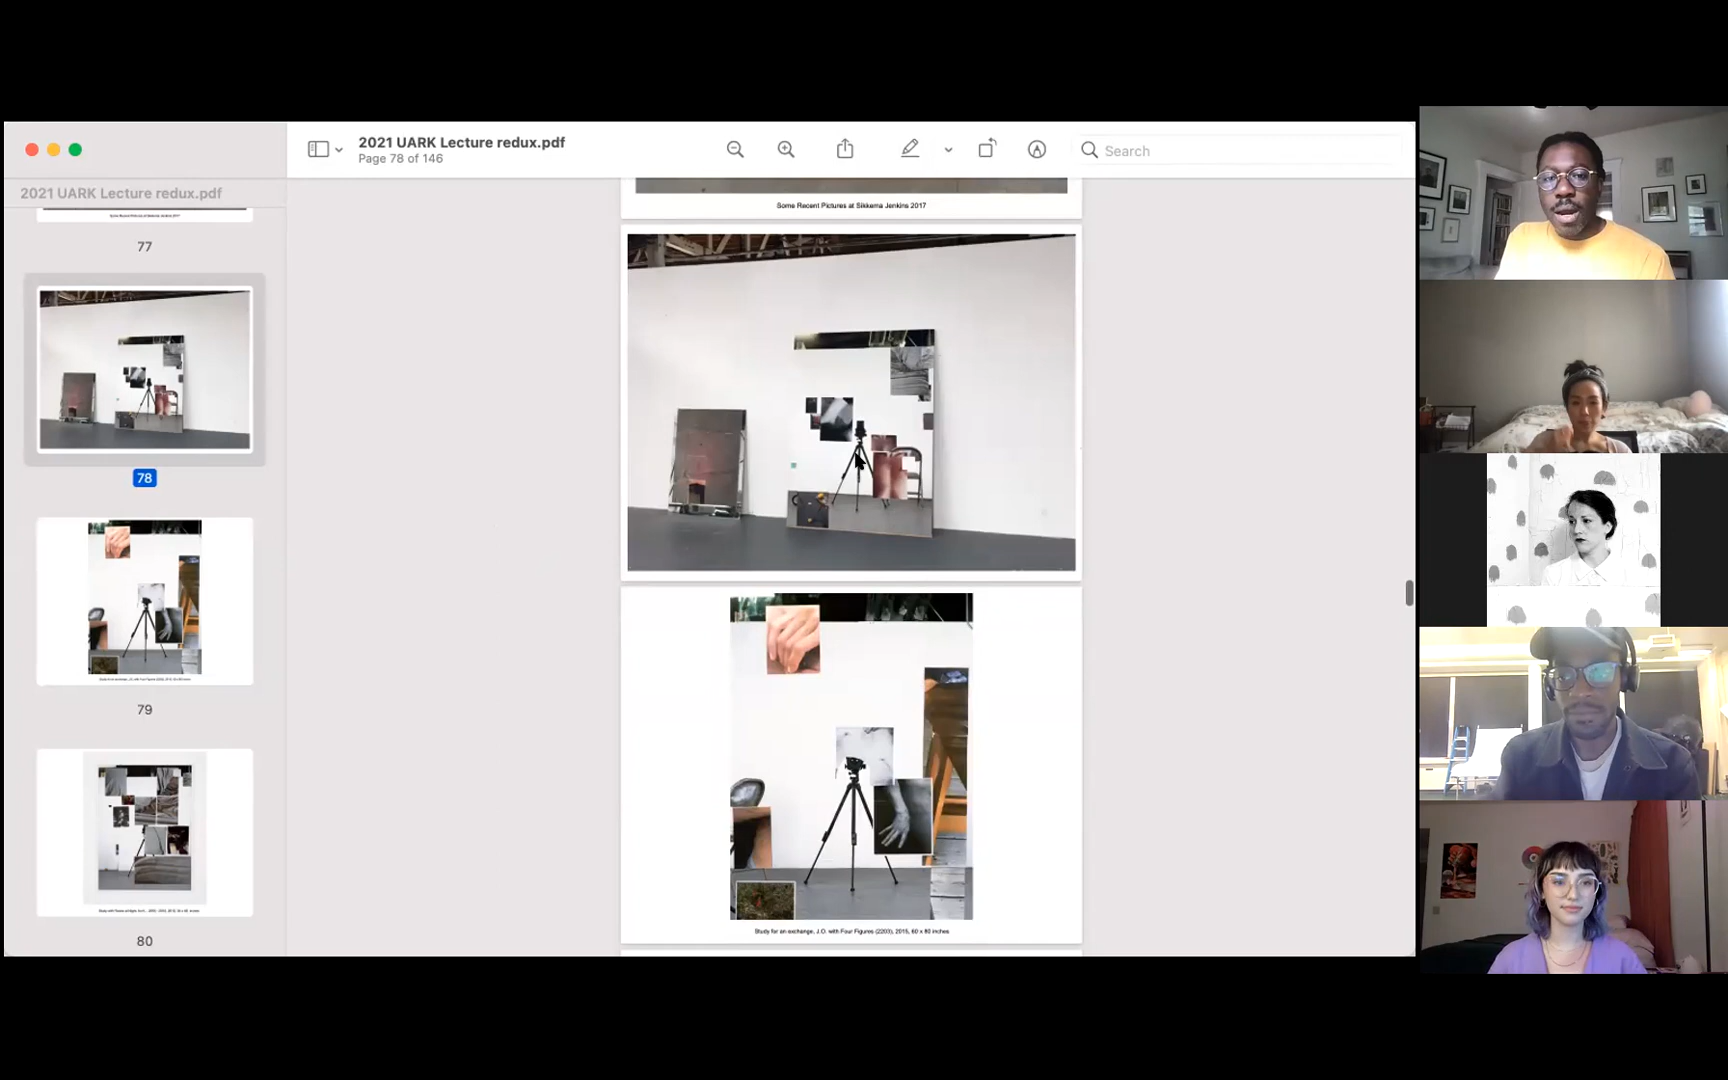 2021 UARK Lecture redux.pdf
Page 78 of 146
Search
2021 UARK Lecture redux.pdf
77
78
79
80
Some Recent Pictures at Sikkema Jenkins 2017
Study for an exchange, J.O. with Four Figures (2203), 2015, 60 x 80 inches